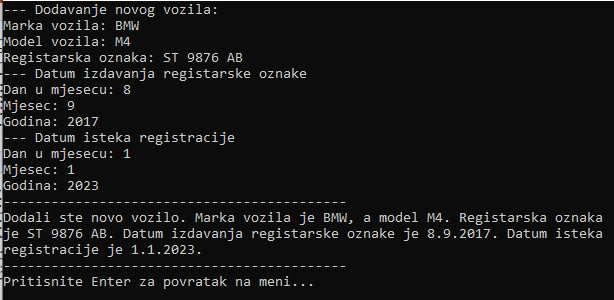 --- Dodavanje novog vozila:
Marka vozila: BMW
Model vozila: M4
Registarska oznaka: ST 9876 AB
--- Datum izdavanja registarske oznake
Dan u mjesecu: 8
Mjesec: 9
Godina: 2017
--- Datum isteka registracije
Dan u mjesecu: 1
Mjesec: 1
Godina: 2023
-------------------------------------------
Dodali ste novo vozilo. Marka vozila je BMW, a model M4. Registarska oznaka
je ST 9876 AB. Datum izdavanja registarske oznake je 8.9.2017. Datum isteka
registracije je 1.1.2023.
-------------------------------------------
Pritisnite Enter za povratak na meni...